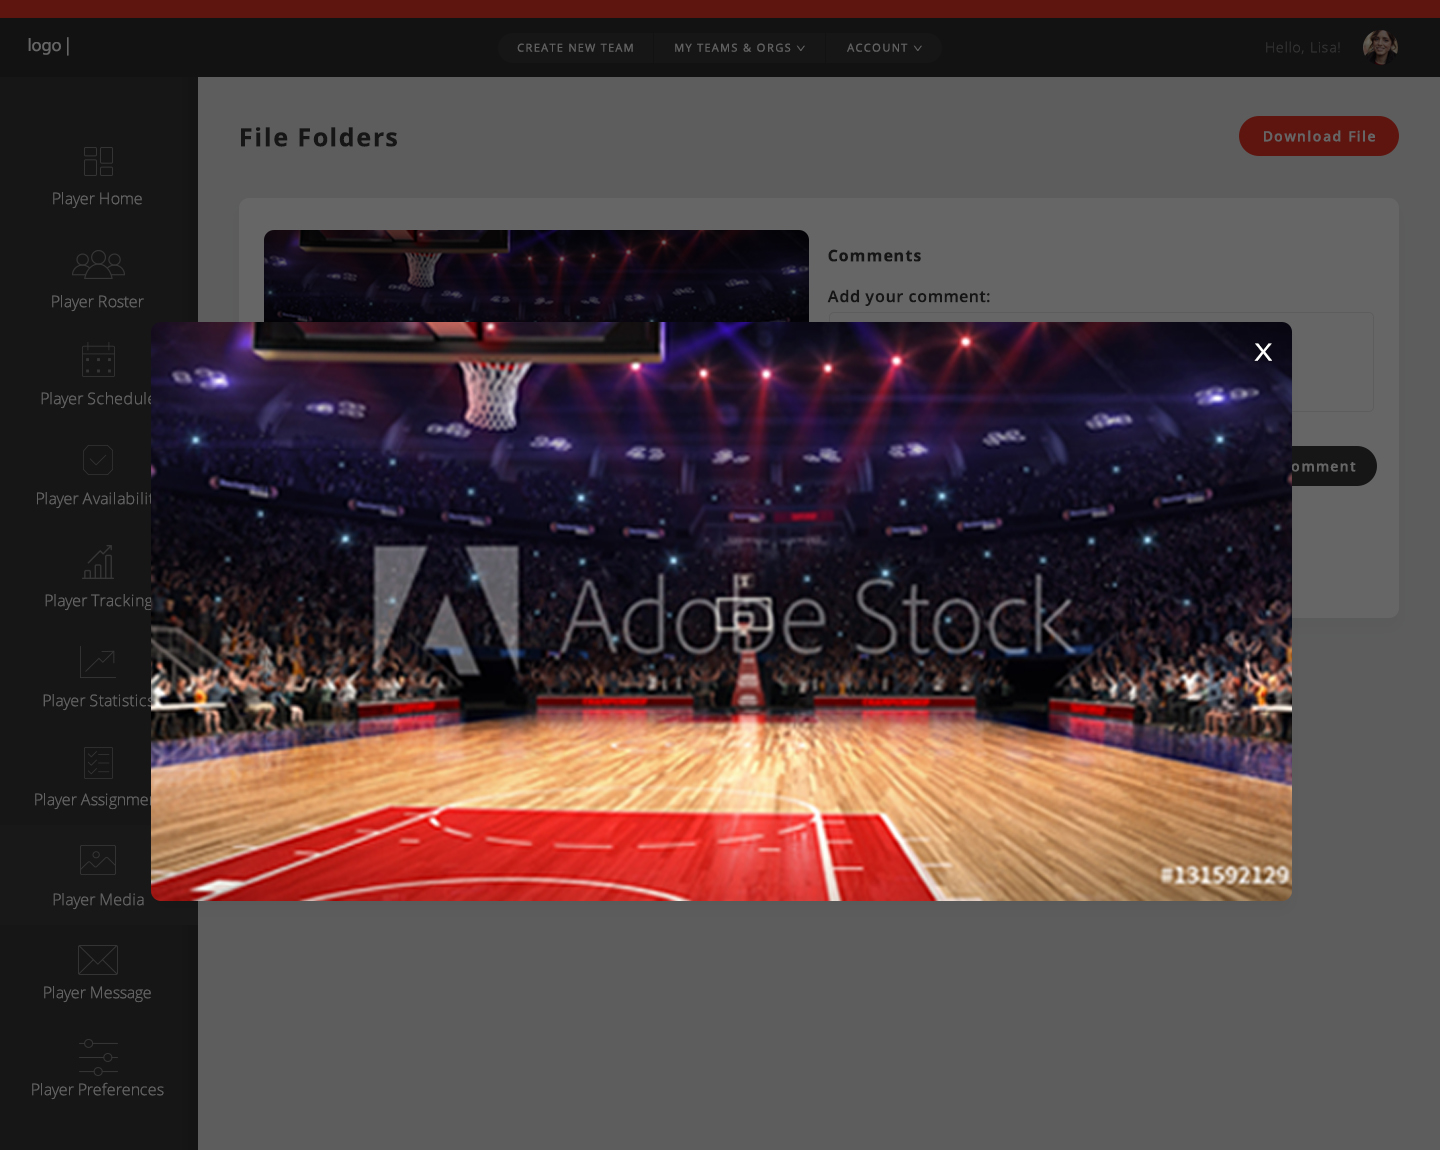 logo |
CREATE NEW TEAM
MY TEAMS & ORGS
ACCOUNT
Hello, Lisa!
File Folders
Download File
Player Home
Player Roster
Player Schedule
Player Availabilit
Player Tracking
Player Statistics
Player Assignmen
Player Media
Player Message
Player Preferences
Comments
Add your comment:
omment
X
Adobe Stock
#131592129